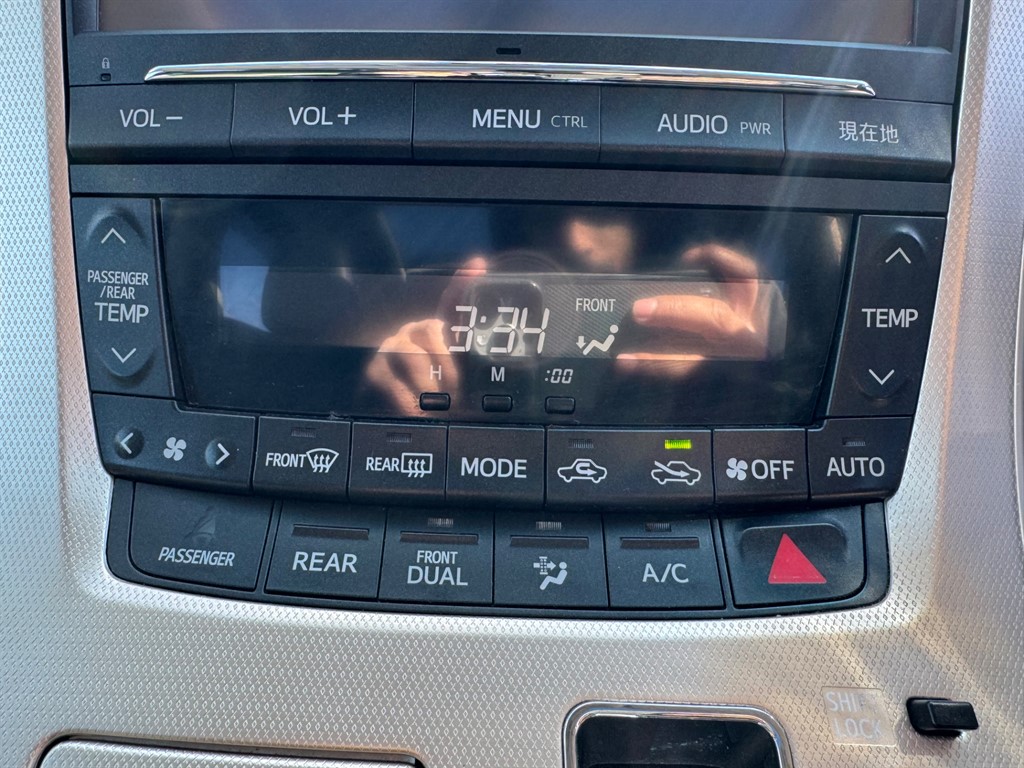 VOL −
VOL +
MENU CTRL
AUDIO PWR
現在地
PASSENGER
/REAR
TEMP
3:34
FRONT
H
M
:00
TEMP
FRONT
REAR
MODE
OFF
AUTO
PASSENGER
REAR
FRONT
DUAL
A/C
SHIFT
LOCK